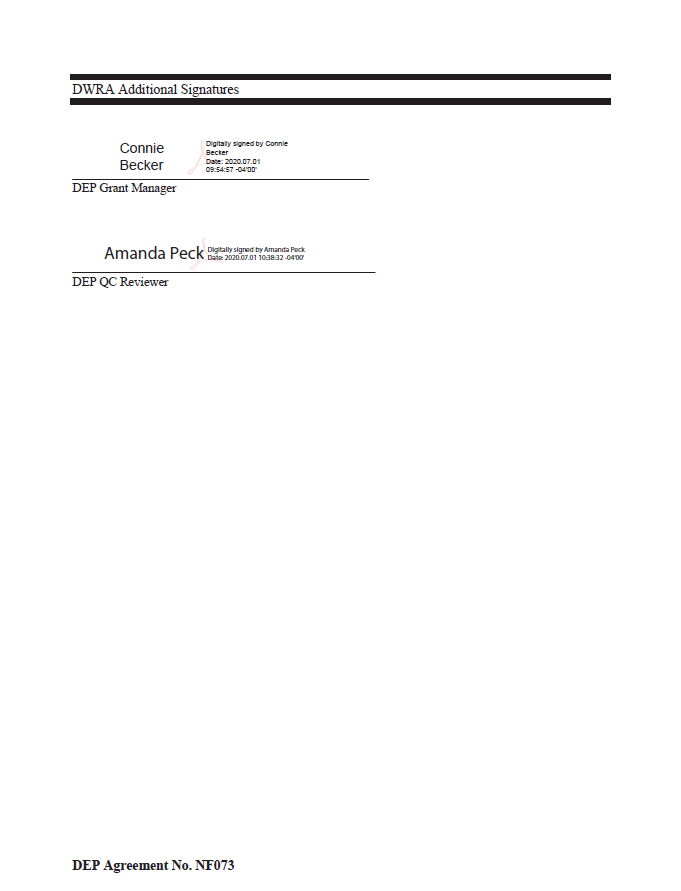 DWRA Additional Signatures
Connie
Becker
Digitally signed by Connie
Becker
Date: 2020.07.01
09:54:57 -04'00'
DEP Grant Manager
Amanda Peck
Digitally signed by Amanda Peck
Date: 2020.07.01 10:38:32 -04'00'
DEP QC Reviewer
DEP Agreement No. NF073